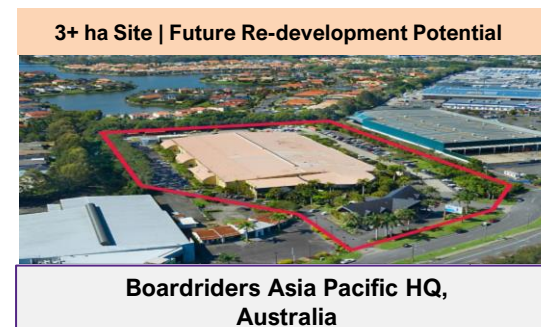 3+ ha Site | Future Re-development Potential
Boardriders Asia Pacific HQ,
Australia